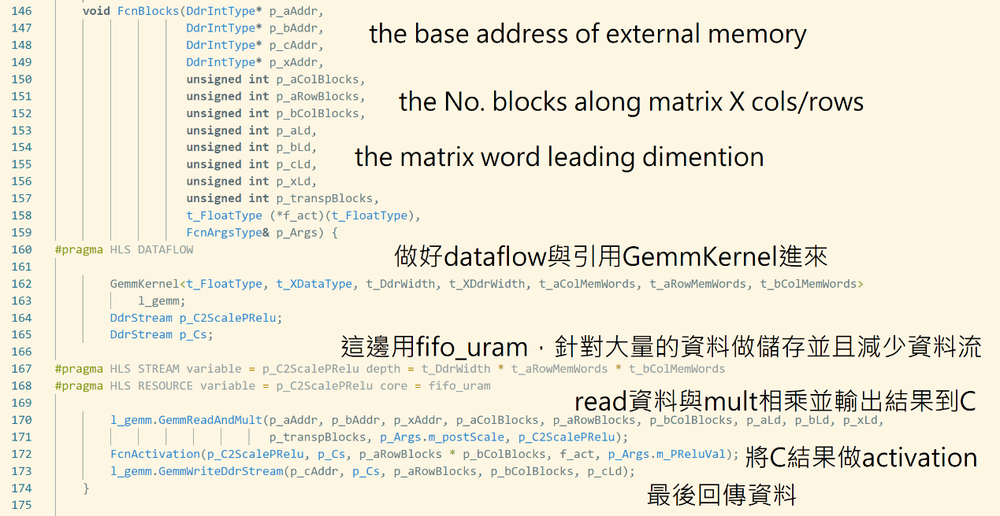 146 void FcnBlocks(DdrIntType* p_aAddr,
147 DdrIntType* p_bAddr,
the base address of external memory
148 DdrIntType* p_cAddr,
149 DdrIntType* p_xAddr,
150 unsigned int p_aColBlocks,
151 unsigned int p_aRowBlocks,
the No. blocks along matrix X cols/rows
152 unsigned int p_bColBlocks,
153 unsigned int p_aLd,
154 unsigned int p_bLd,
the matrix word leading dimention
155 unsigned int p_cLd,
156 unsigned int p_xLd,
157 unsigned int p_transpBlocks,
158 t_FloatType (*f_act)(t_FloatType),
159 FcnArgsType& p_Args) {
160 #pragma HLS DATAFLOW
做好dataflow與引用GemmKernel進來
161
162 GemmKernel<t_FloatType, t_XDataType, t_DdrWidth, t_XDdrWidth, t_aColMemWords, t_aRowMemWords, t_bColMemWords>
163 l_gemm;
164 DdrStream p_C2ScalePRelu;
165 DdrStream p_Cs;
這邊用fifo_uram，針對大量的資料做儲存並且減少資料流
166
167 #pragma HLS STREAM variable = p_C2ScalePRelu depth = t_DdrWidth * t_aRowMemWords * t_bColMemWords
168 #pragma HLS RESOURCE variable = p_C2ScalePRelu core = fifo_uram
169
read資料與mult相乘並輸出結果到C
170 l_gemm.GemmReadAndMult(p_aAddr, p_bAddr, p_xAddr, p_aColBlocks, p_aRowBlocks, p_bColBlocks, p_aLd, p_bLd, p_xLd,
171 p_transpBlocks, p_Args.m_postScale, p_C2ScalePRelu);
172 FcnActivation(p_C2ScalePRelu, p_Cs, p_aRowBlocks * p_bColBlocks, f_act, p_Args.m_PReluVal);
將C結果做activation
173 l_gemm.GemmWriteDdrStream(p_cAddr, p_Cs, p_aRowBlocks, p_bColBlocks, p_cLd);
174 }
最後回傳資料
175